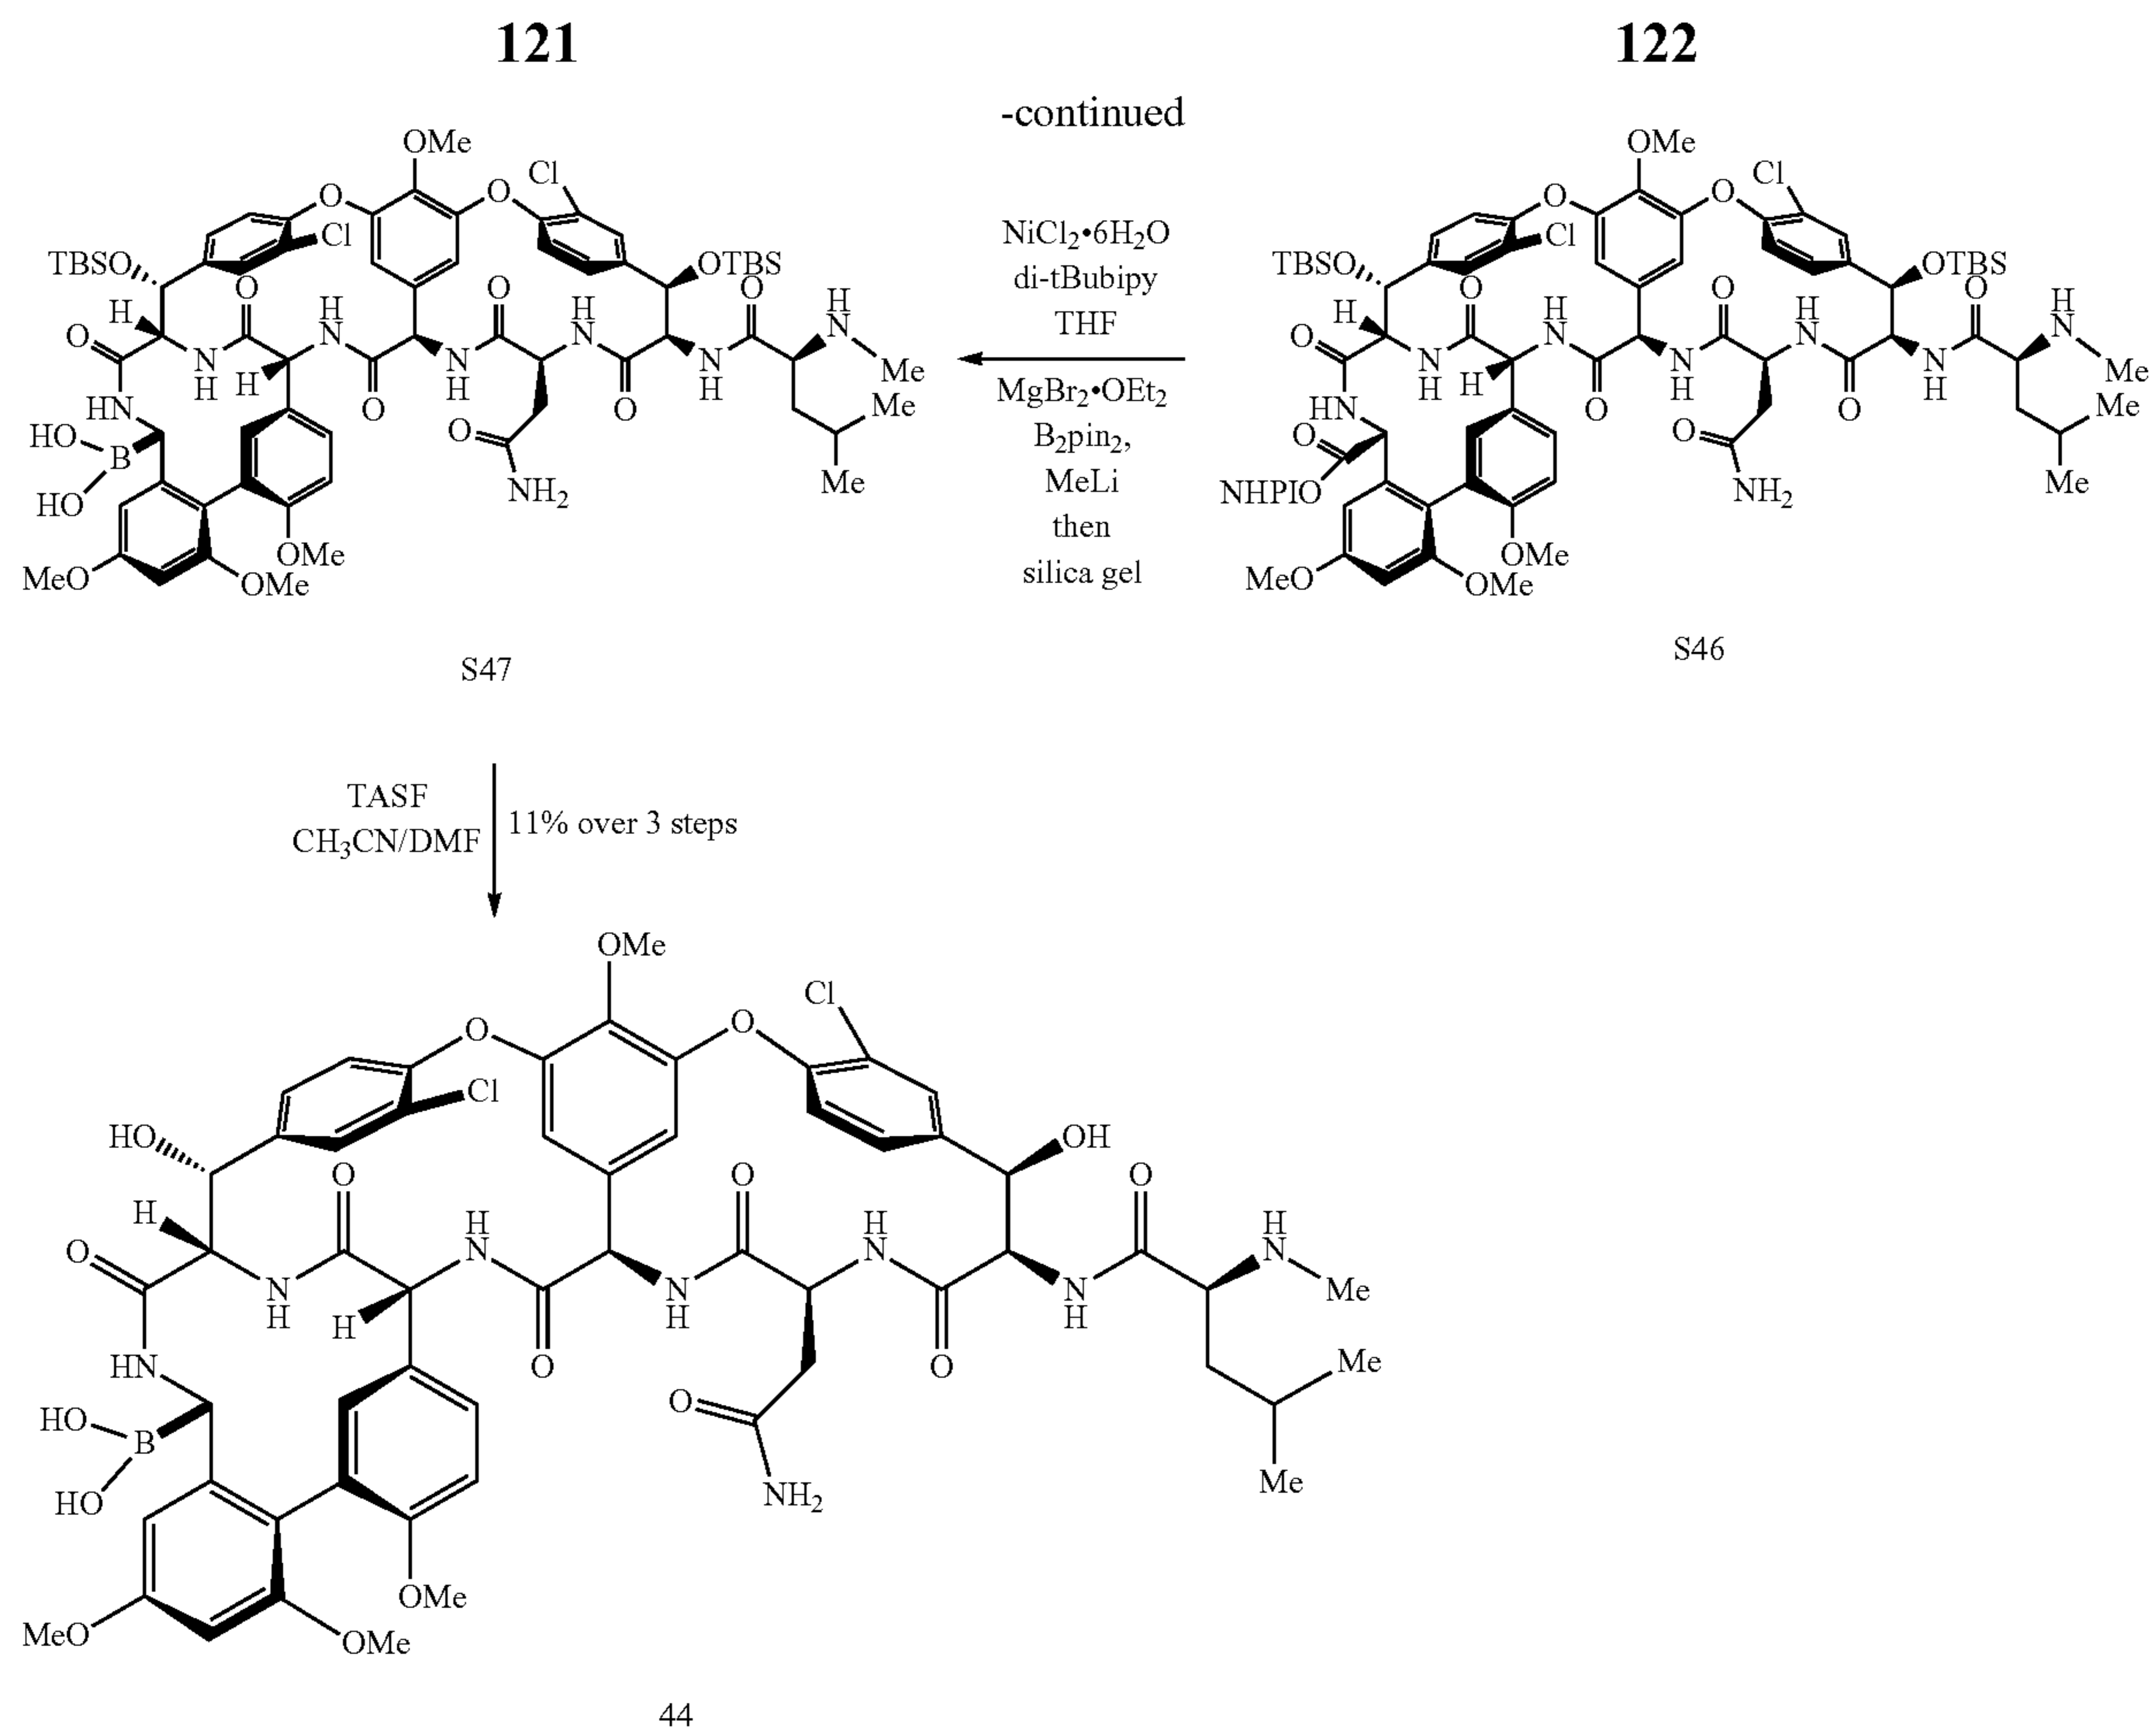 121
122
-continued
OMe
O
O
Cl
Cl
TBSO
OTBS
H
O
H
N
O
H
N
O
H
N
O
N
H
H
O
N
H
O
N
H
Me
HN
Me
HO
B
O
HO
NH2
Me
OMe
MeO
OMe
S47
NiCl2•6H2O
di-tBubipy
THF
MgBr2•OEt2
B2pin2,
MeLi
then
silica gel
OMe
O
O
Cl
Cl
TBSO
OTBS
H
O
H
N
O
H
N
O
H
N
O
N
H
H
O
N
H
O
N
H
Me
HN
Me
O
O
NHPIO
NH2
Me
OMe
MeO
OMe
S46
TASF
CH3CN/DMF
11% over 3 steps
OMe
Cl
O
O
Cl
HO
OH
O
O
O
H
H
N
H
N
H
N
O
N
H
N
H
N
H
Me
H
HN
O
O
Me
HO
O
B
HO
NH2
Me
OMe
MeO
OMe
44